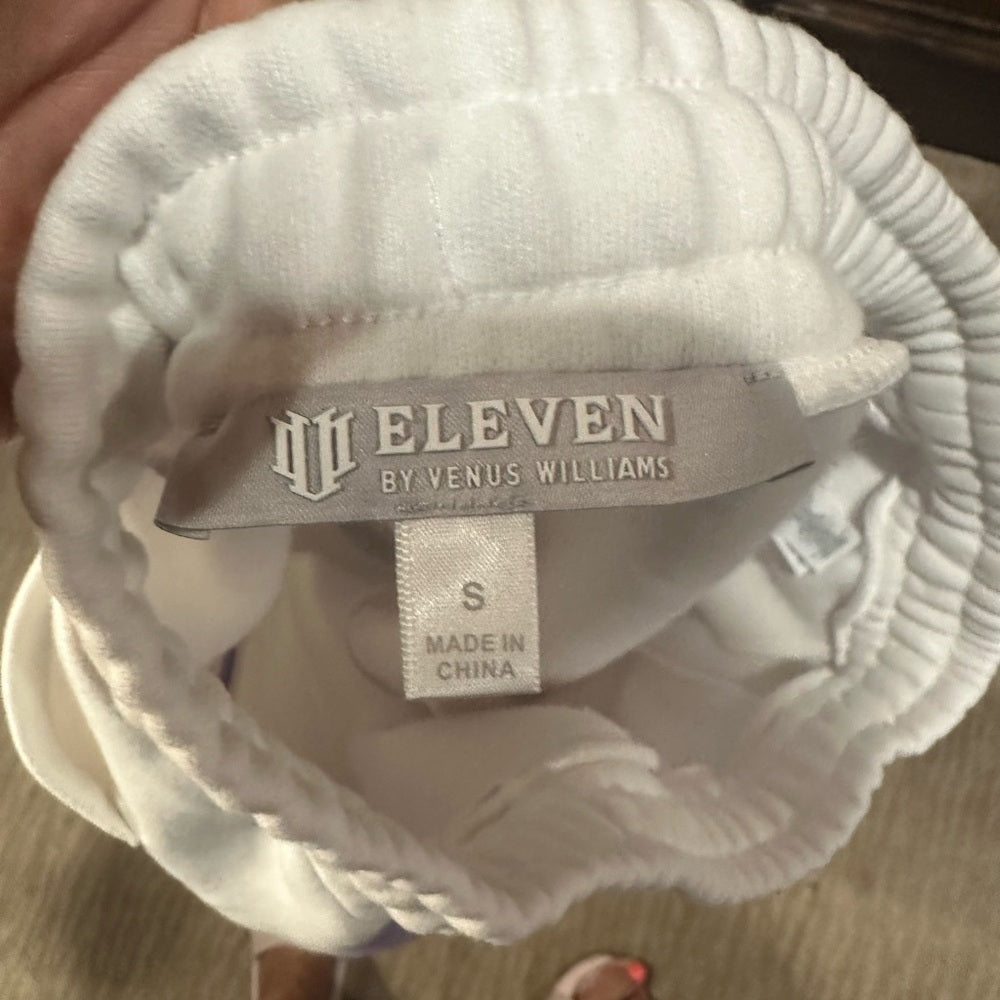 ELEVEN
BY VENUS WILLIAMS
S
MADE IN
CHINA